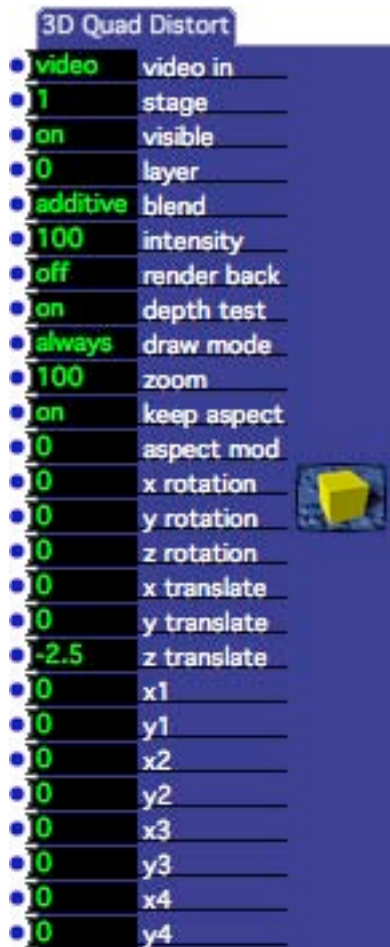 3D Quad Distort
video video in
1 stage
on visible
0 layer
additive blend
100 intensity
off render back
on depth test
always draw mode
100 zoom
on keep aspect
0 aspect mod
0 x rotation
0 y rotation
0 z rotation
0 x translate
0 y translate
-2.5 z translate
0 x1
0 y1
0 x2
0 y2
0 x3
0 y3
0 x4
0 y4